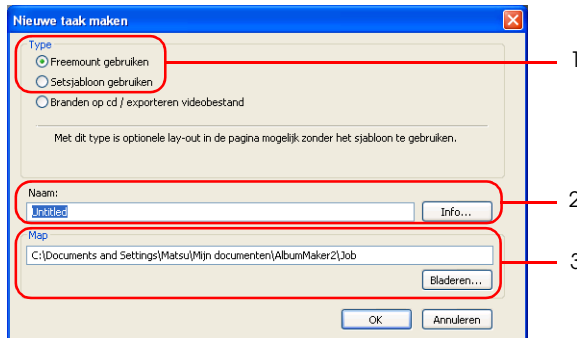 Nieuwe taak maken
Type
Freemount gebruiken
1
Setsjabloon gebruiken
Branden op cd / exporteren videobestand
Met dit type is optionele lay-out in de pagina mogelijk zonder het sjabloon te gebruiken.
Naam:
Untitled
Info...
2
Map
C:\Documents and Settings\Matsu\Mijn documenten\AlbumMaker2\Job
3
Bladeren...
OK
Annuleren